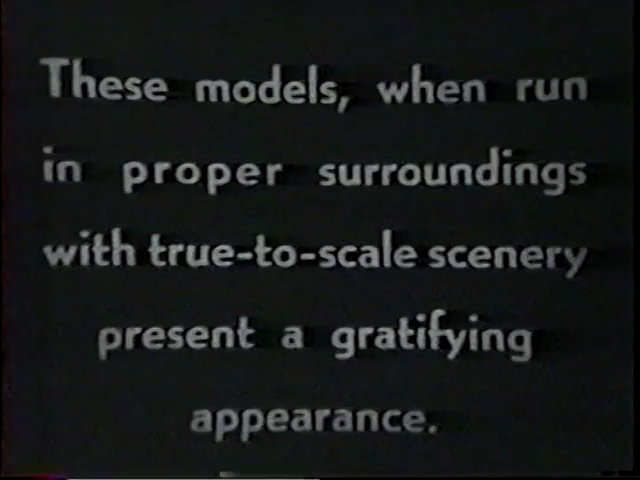 These models, when run
in proper surroundings
with true-to-scale scenery
present a gratifying
appearance.